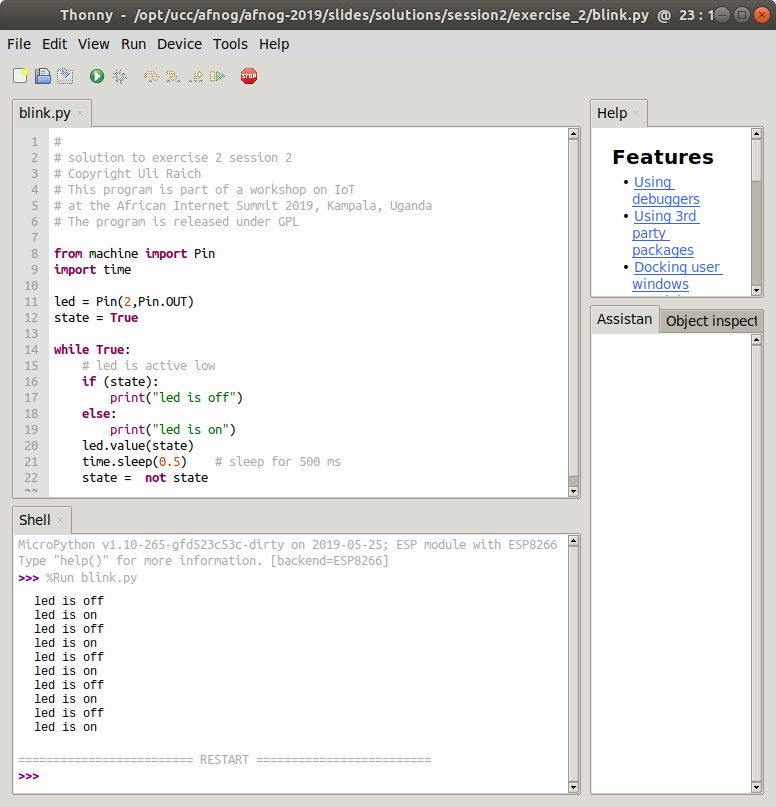 Thonny - /opt/ucc/afnog/afnog-2019/slides/solutions/session2/exercise_2/blink.py @ 23 : 1
File Edit View Run Device Tools Help
STOP
blink.py
1 #
2 # solution to exercise 2 session 2
3 # Copyright Uli Raich
4 # This program is part of a workshop on IoT
5 # at the African Internet Summit 2019, Kampala, Uganda
6 # The program is released under GPL
7
8 from machine import Pin
9 import time
10
11 led = Pin(2,Pin.OUT)
12 state = True
13
14 while True:
15     # led is active low
16     if (state):
17         print("led is off")
18     else:
19         print("led is on")
20     led.value(state)
21     time.sleep(0.5)    # sleep for 500 ms
22     state =  not state
23
Shell
MicroPython v1.10-265-gfd523c53c-dirty on 2019-05-25; ESP module with ESP8266
Type "help()" for more information. [backend=ESP8266]
>>> %Run blink.py
led is off
led is on
led is off
led is on
led is off
led is on
led is off
led is on
led is off
led is on
========================= RESTART =========================
>>>
Help
Features
• Using
debuggers
• Using 3rd
party
packages
• Docking user
windows
Assistan
Object inspect